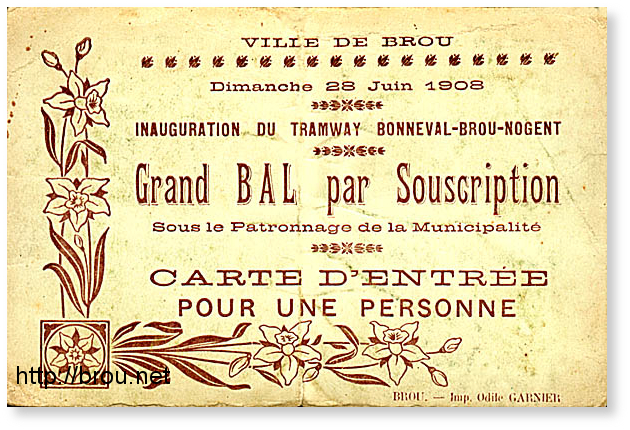 VILLE DE BROU
Dimanche 28 Juin 1908
INAUGURATION DU TRAMWAY BONNEVAL-BROU-NOGENT
Grand BAL par Souscription
Sous le Patronnage de la Municipalité
CARTE D'ENTRÉE
POUR UNE PERSONNE
http://brou.net
BROU. — Imp. Odile GARNIER